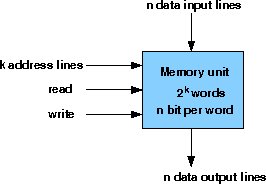 n data input lines
k address lines
read
write
Memory unit
2ᵏ words
n bit per word
n data output lines